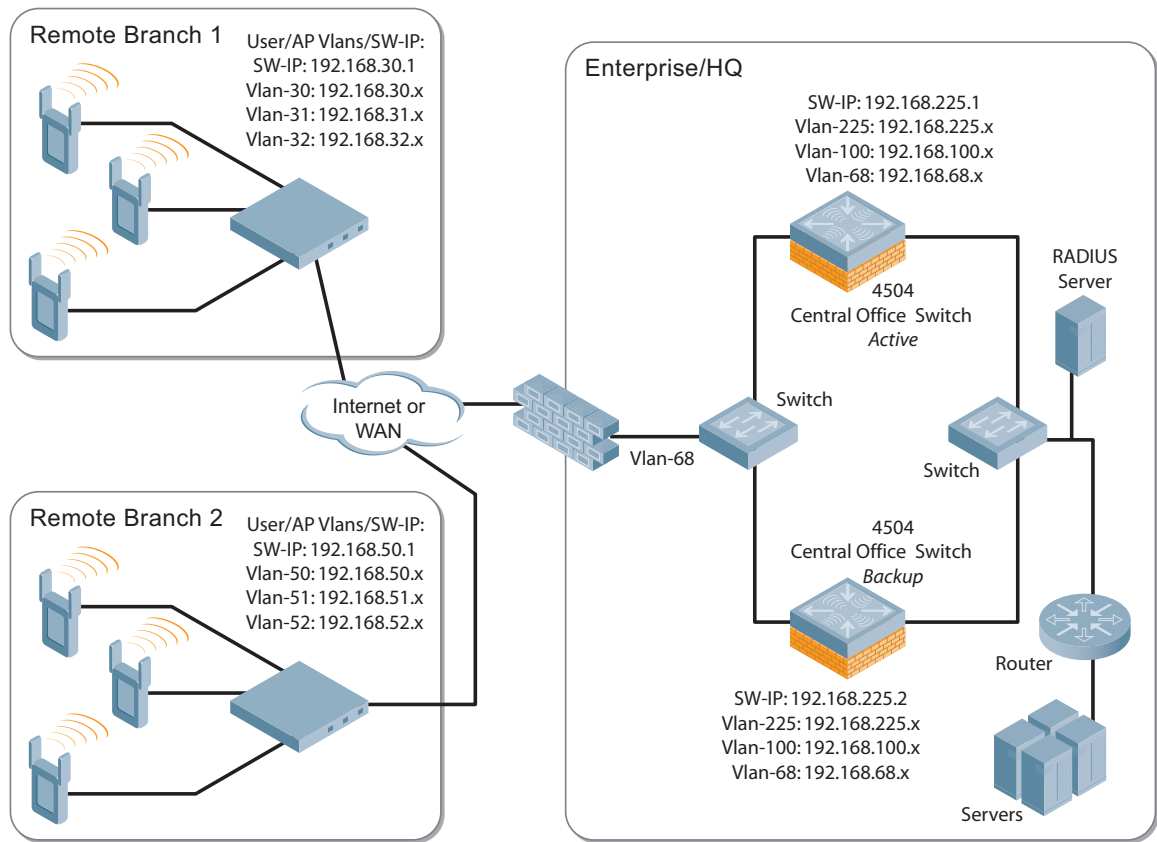 Remote Branch 1
User/AP Vlans/SW-IP:
SW-IP: 192.168.30.1
Vlan-30: 192.168.30.x
Vlan-31: 192.168.31.x
Vlan-32: 192.168.32.x
Enterprise/HQ
SW-IP: 192.168.225.1
Vlan-225: 192.168.225.x
Vlan-100: 192.168.100.x
Vlan-68: 192.168.68.x
4504
Central Office Switch
Active
RADIUS
Server
Internet or
WAN
Vlan-68
Switch
Switch
Remote Branch 2
User/AP Vlans/SW-IP:
SW-IP: 192.168.50.1
Vlan-50: 192.168.50.x
Vlan-51: 192.168.51.x
Vlan-52: 192.168.52.x
4504
Central Office Switch
Backup
SW-IP: 192.168.225.2
Vlan-225: 192.168.225.x
Vlan-100: 192.168.100.x
Vlan-68: 192.168.68.x
Router
Servers